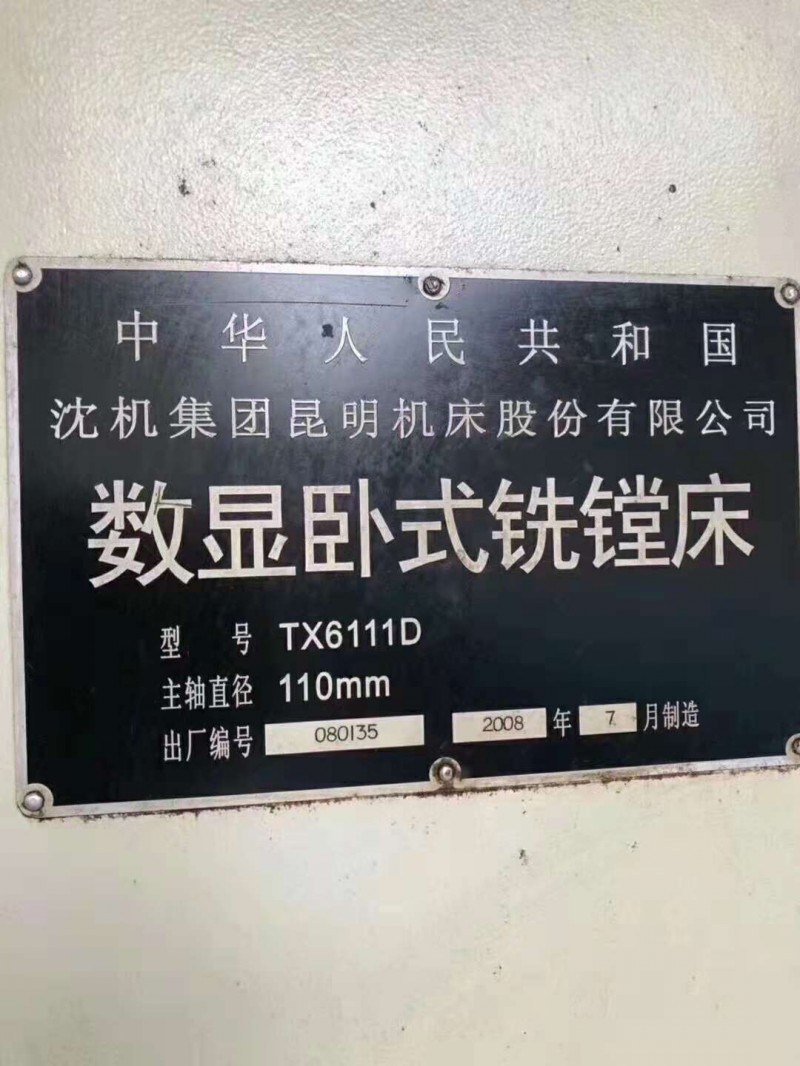 中华人民共和国
沈机集团昆明机床股份有限公司
数显卧式铣镗床
型 号 TX6111D
主轴直径 110mm
出厂编号 080135 2008 年 7 月制造